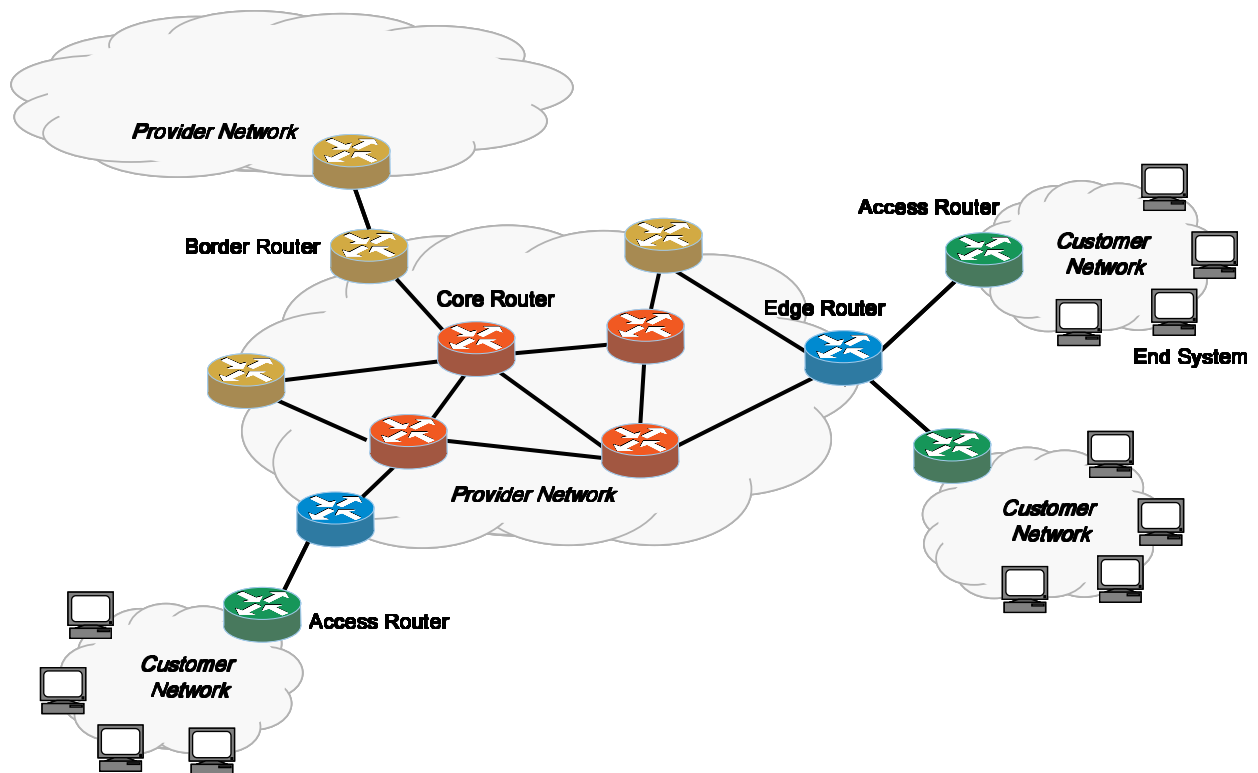 Provider Network
Border Router
Core Router
Access Router
Customer
Network
Edge Router
End System
Provider Network
Customer
Network
Access Router
Customer
Network